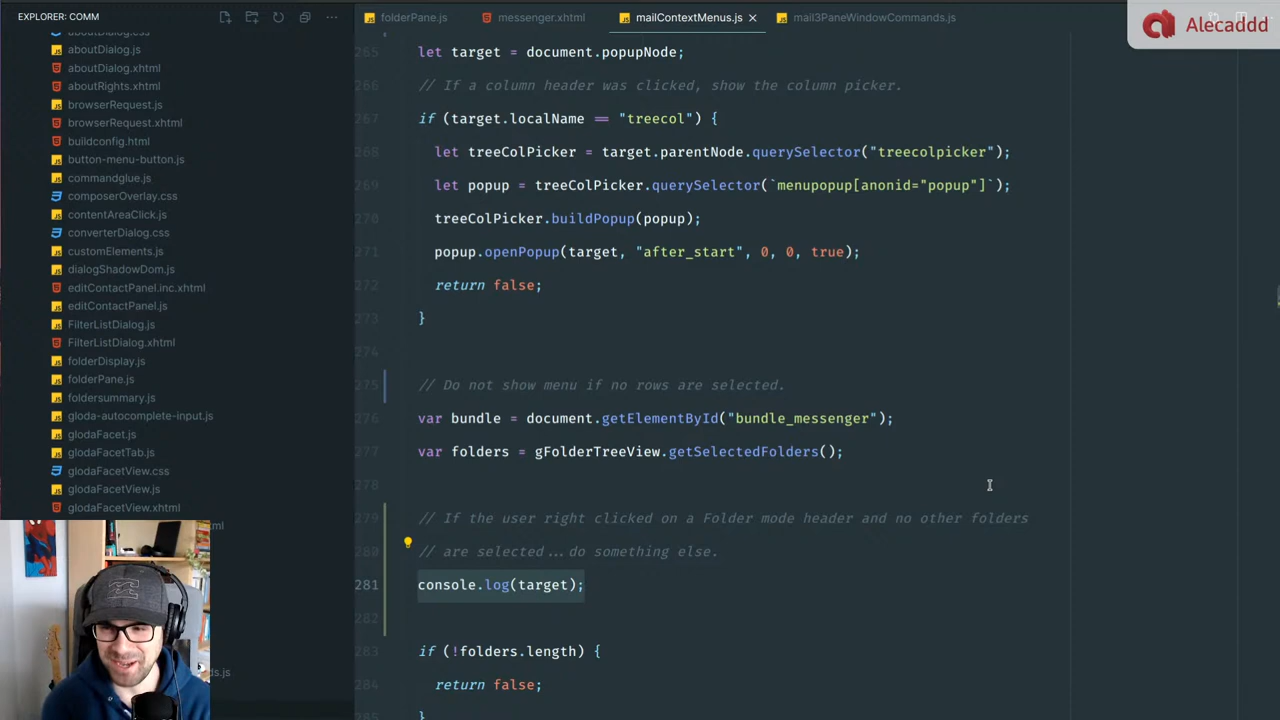 EXPLORER: COMM
folderPane.js
messenger.xhtml
mailContextMenus.js
mail3PaneWindowCommands.js
Alecaddd
aboutDialog.css
aboutDialog.js
aboutDialog.xhtml
aboutRights.xhtml
browserRequest.js
browserRequest.xhtml
buildconfig.html
button-menu-button.js
commandglue.js
composerOverlay.css
contentAreaClick.js
converterDialog.css
customElements.js
dialogShadowDom.js
editContactPanel.inc.xhtml
editContactPanel.js
FilterListDialog.js
FilterListDialog.xhtml
folderDisplay.js
folderPane.js
foldersummary.js
gloda-autocomplete-input.js
glodaFacet.js
glodaFacetTab.js
glodaFacetView.css
glodaFacetView.js
glodaFacetView.xhtml
ml
ds.js
265 let target = document.popupNode;
266 // If a column header was clicked, show the column picker.
267 if (target.localName == "treecol") {
268 let treeColPicker = target.parentNode.querySelector("treecolpicker");
269 let popup = treeColPicker.querySelector(`menupopup[anonid="popup"]`);
270 treeColPicker.buildPopup(popup);
271 popup.openPopup(target, "after_start", 0, 0, true);
272 return false;
273 }
274
275 // Do not show menu if no rows are selected.
276 var bundle = document.getElementById("bundle_messenger");
277 var folders = gFolderTreeView.getSelectedFolders();
278
279 // If the user right clicked on a Folder mode header and no other folders
280 // are selected...do something else.
281 console.log(target);
282
283 if (!folders.length) {
284 return false;
285 }